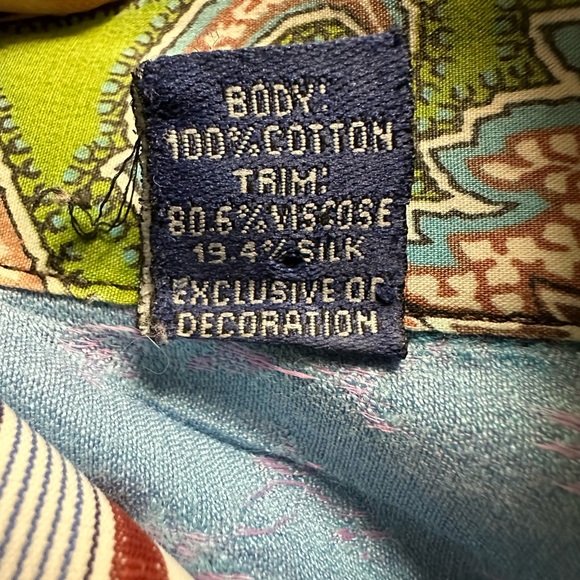 BODY:
100% COTTON
TRIM:
80.6% VISCOSE
19.4% SILK
EXCLUSIVE OF
DECORATION